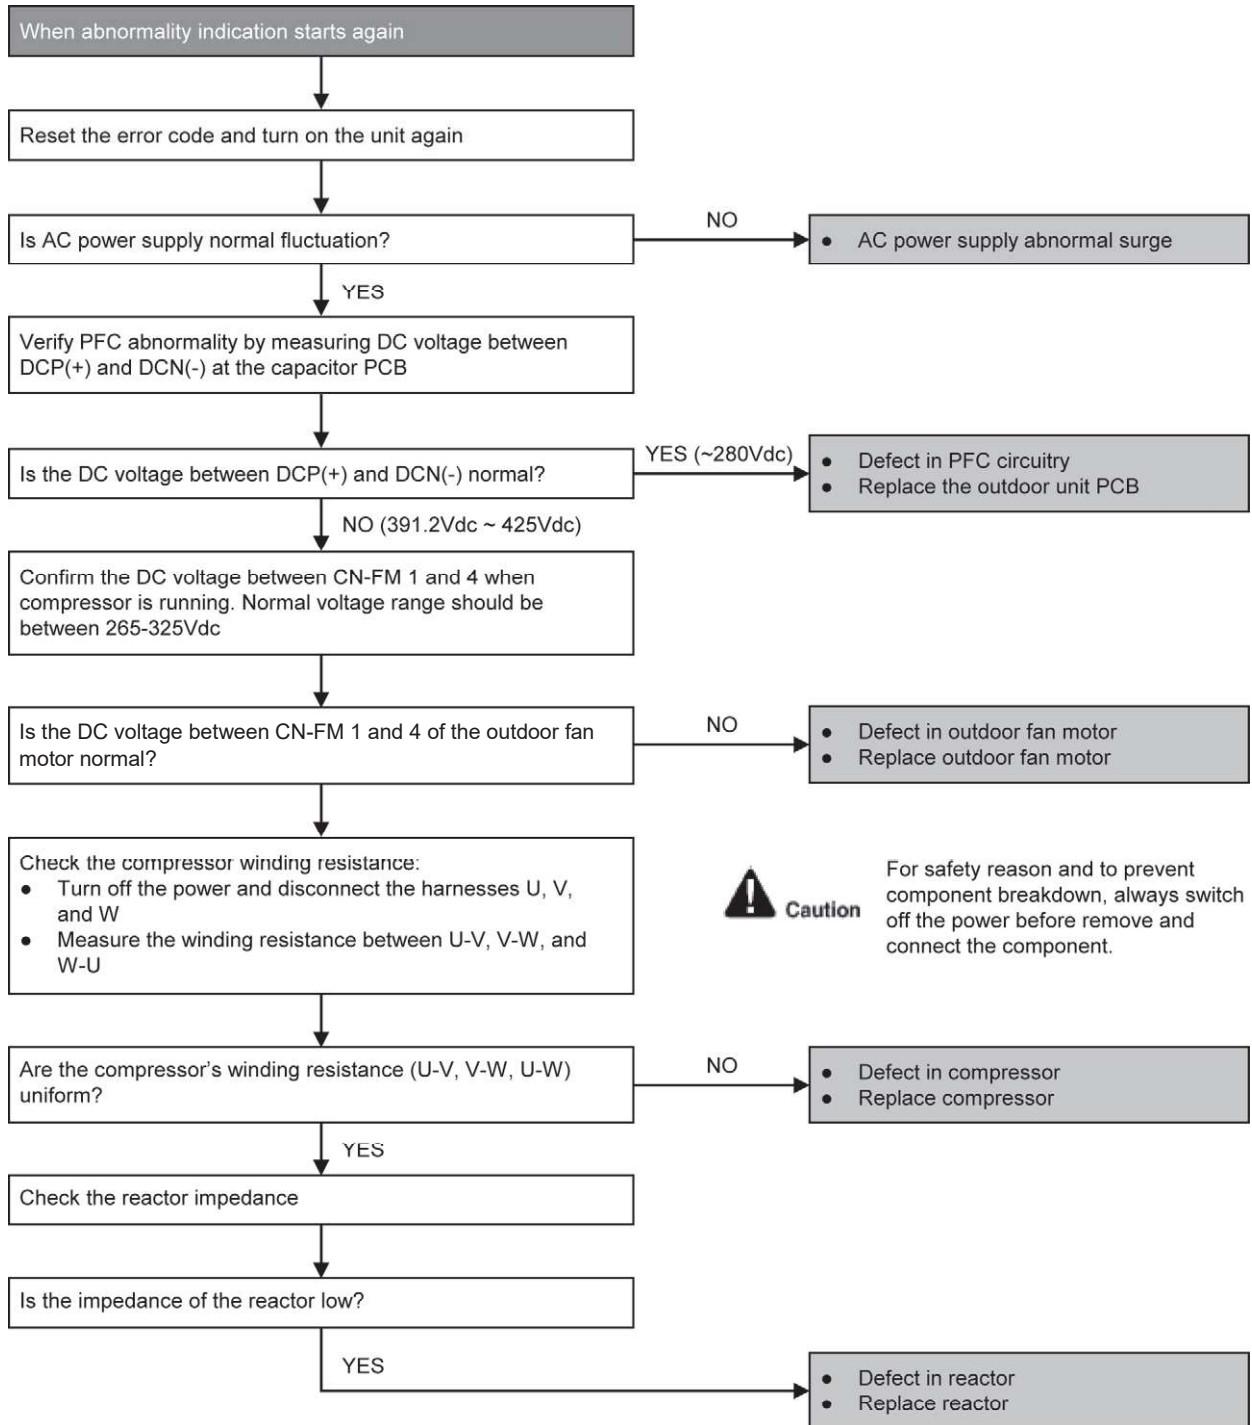 When abnormality indication starts again
Reset the error code and turn on the unit again
Is AC power supply normal fluctuation?
NO
● AC power supply abnormal surge
YES
Verify PFC abnormality by measuring DC voltage between
DCP(+) and DCN(-) at the capacitor PCB
Is the DC voltage between DCP(+) and DCN(-) normal?
YES (~280Vdc)
● Defect in PFC circuitry
● Replace the outdoor unit PCB
NO (391.2Vdc ~ 425Vdc)
Confirm the DC voltage between CN-FM 1 and 4 when
compressor is running. Normal voltage range should be
between 265-325Vdc
Is the DC voltage between CN-FM 1 and 4 of the outdoor fan
motor normal?
NO
● Defect in outdoor fan motor
● Replace outdoor fan motor
Check the compressor winding resistance:
● Turn off the power and disconnect the harnesses U, V,
and W
● Measure the winding resistance between U-V, V-W, and
W-U
Caution
For safety reason and to prevent
component breakdown, always switch
off the power before remove and
connect the component.
Are the compressor's winding resistance (U-V, V-W, U-W)
uniform?
NO
● Defect in compressor
● Replace compressor
YES
Check the reactor impedance
Is the impedance of the reactor low?
YES
● Defect in reactor
● Replace reactor